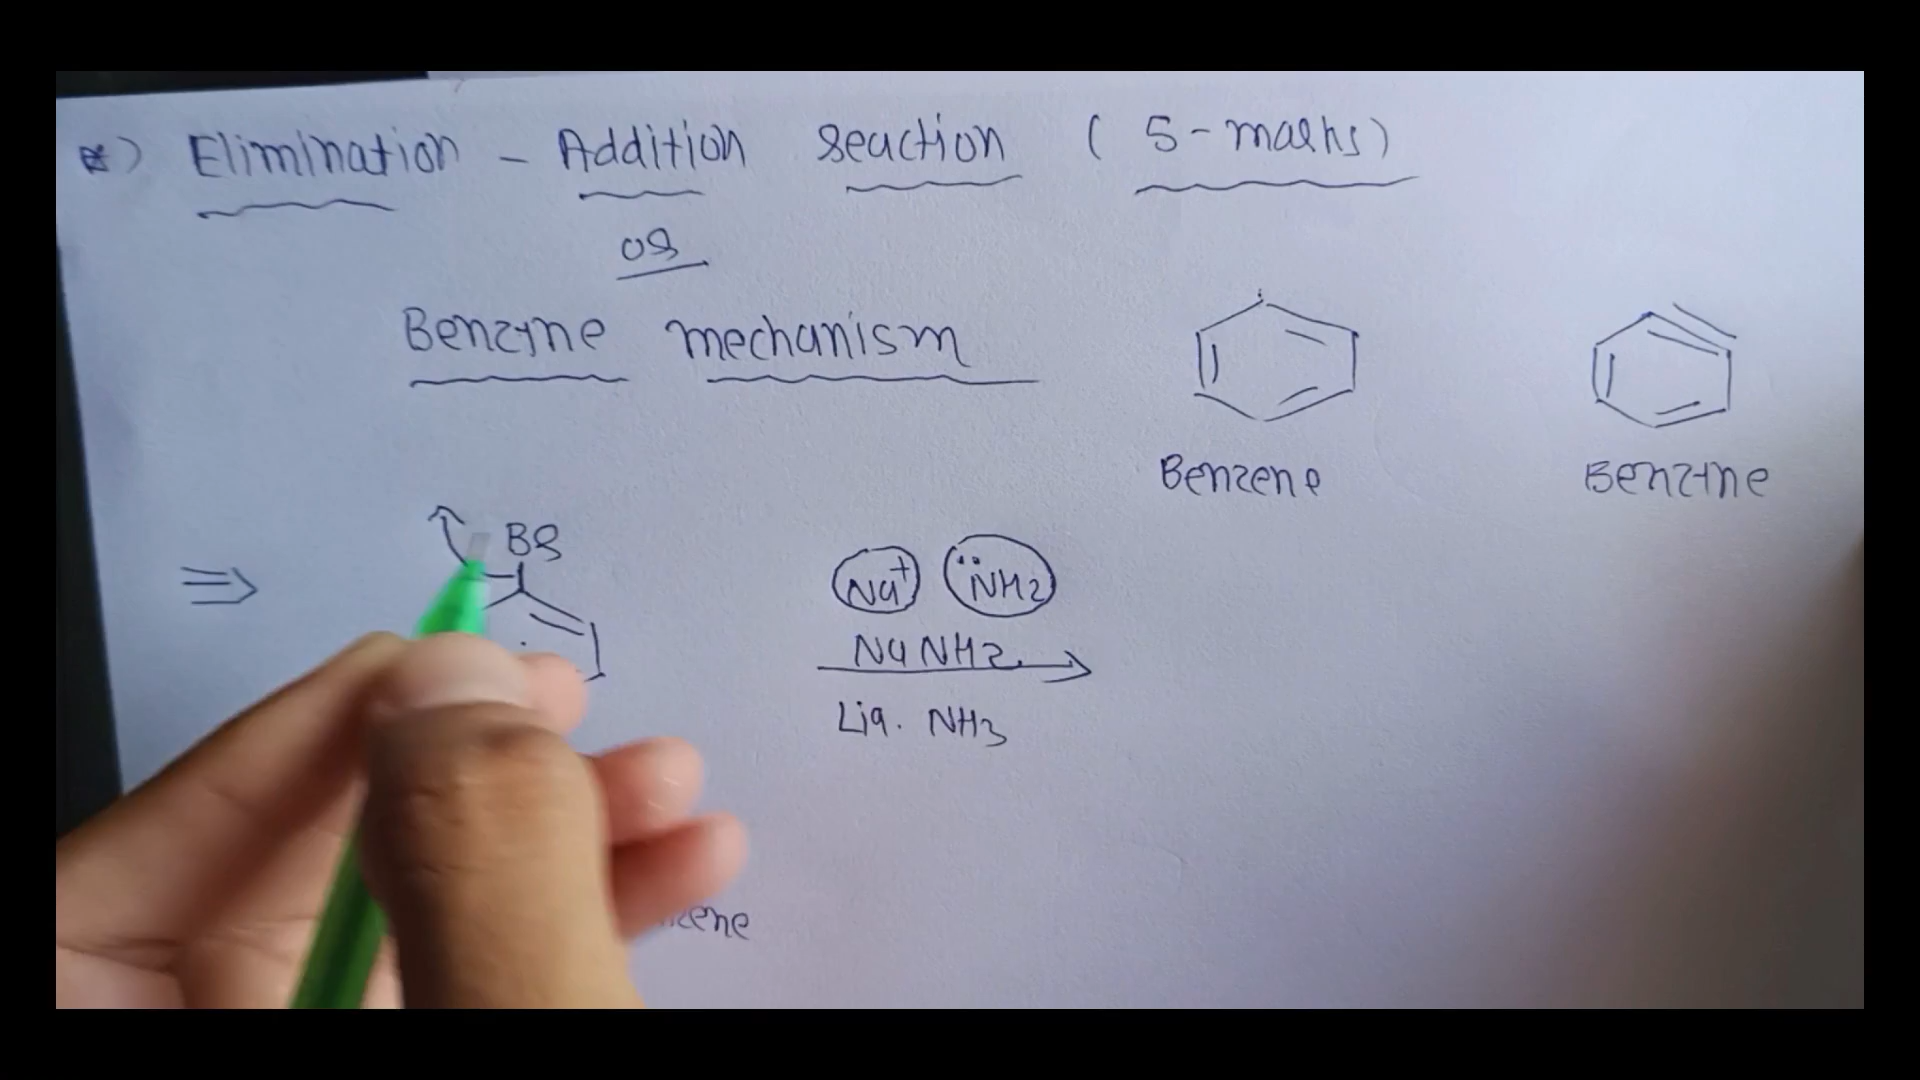 *) Elimination - Addition reaction ( 5 - marks )
or
Benzyne mechanism
Benzene
Benzyne
⇒
Br
Na+ :NH2
NaNH2
Liq. NH3